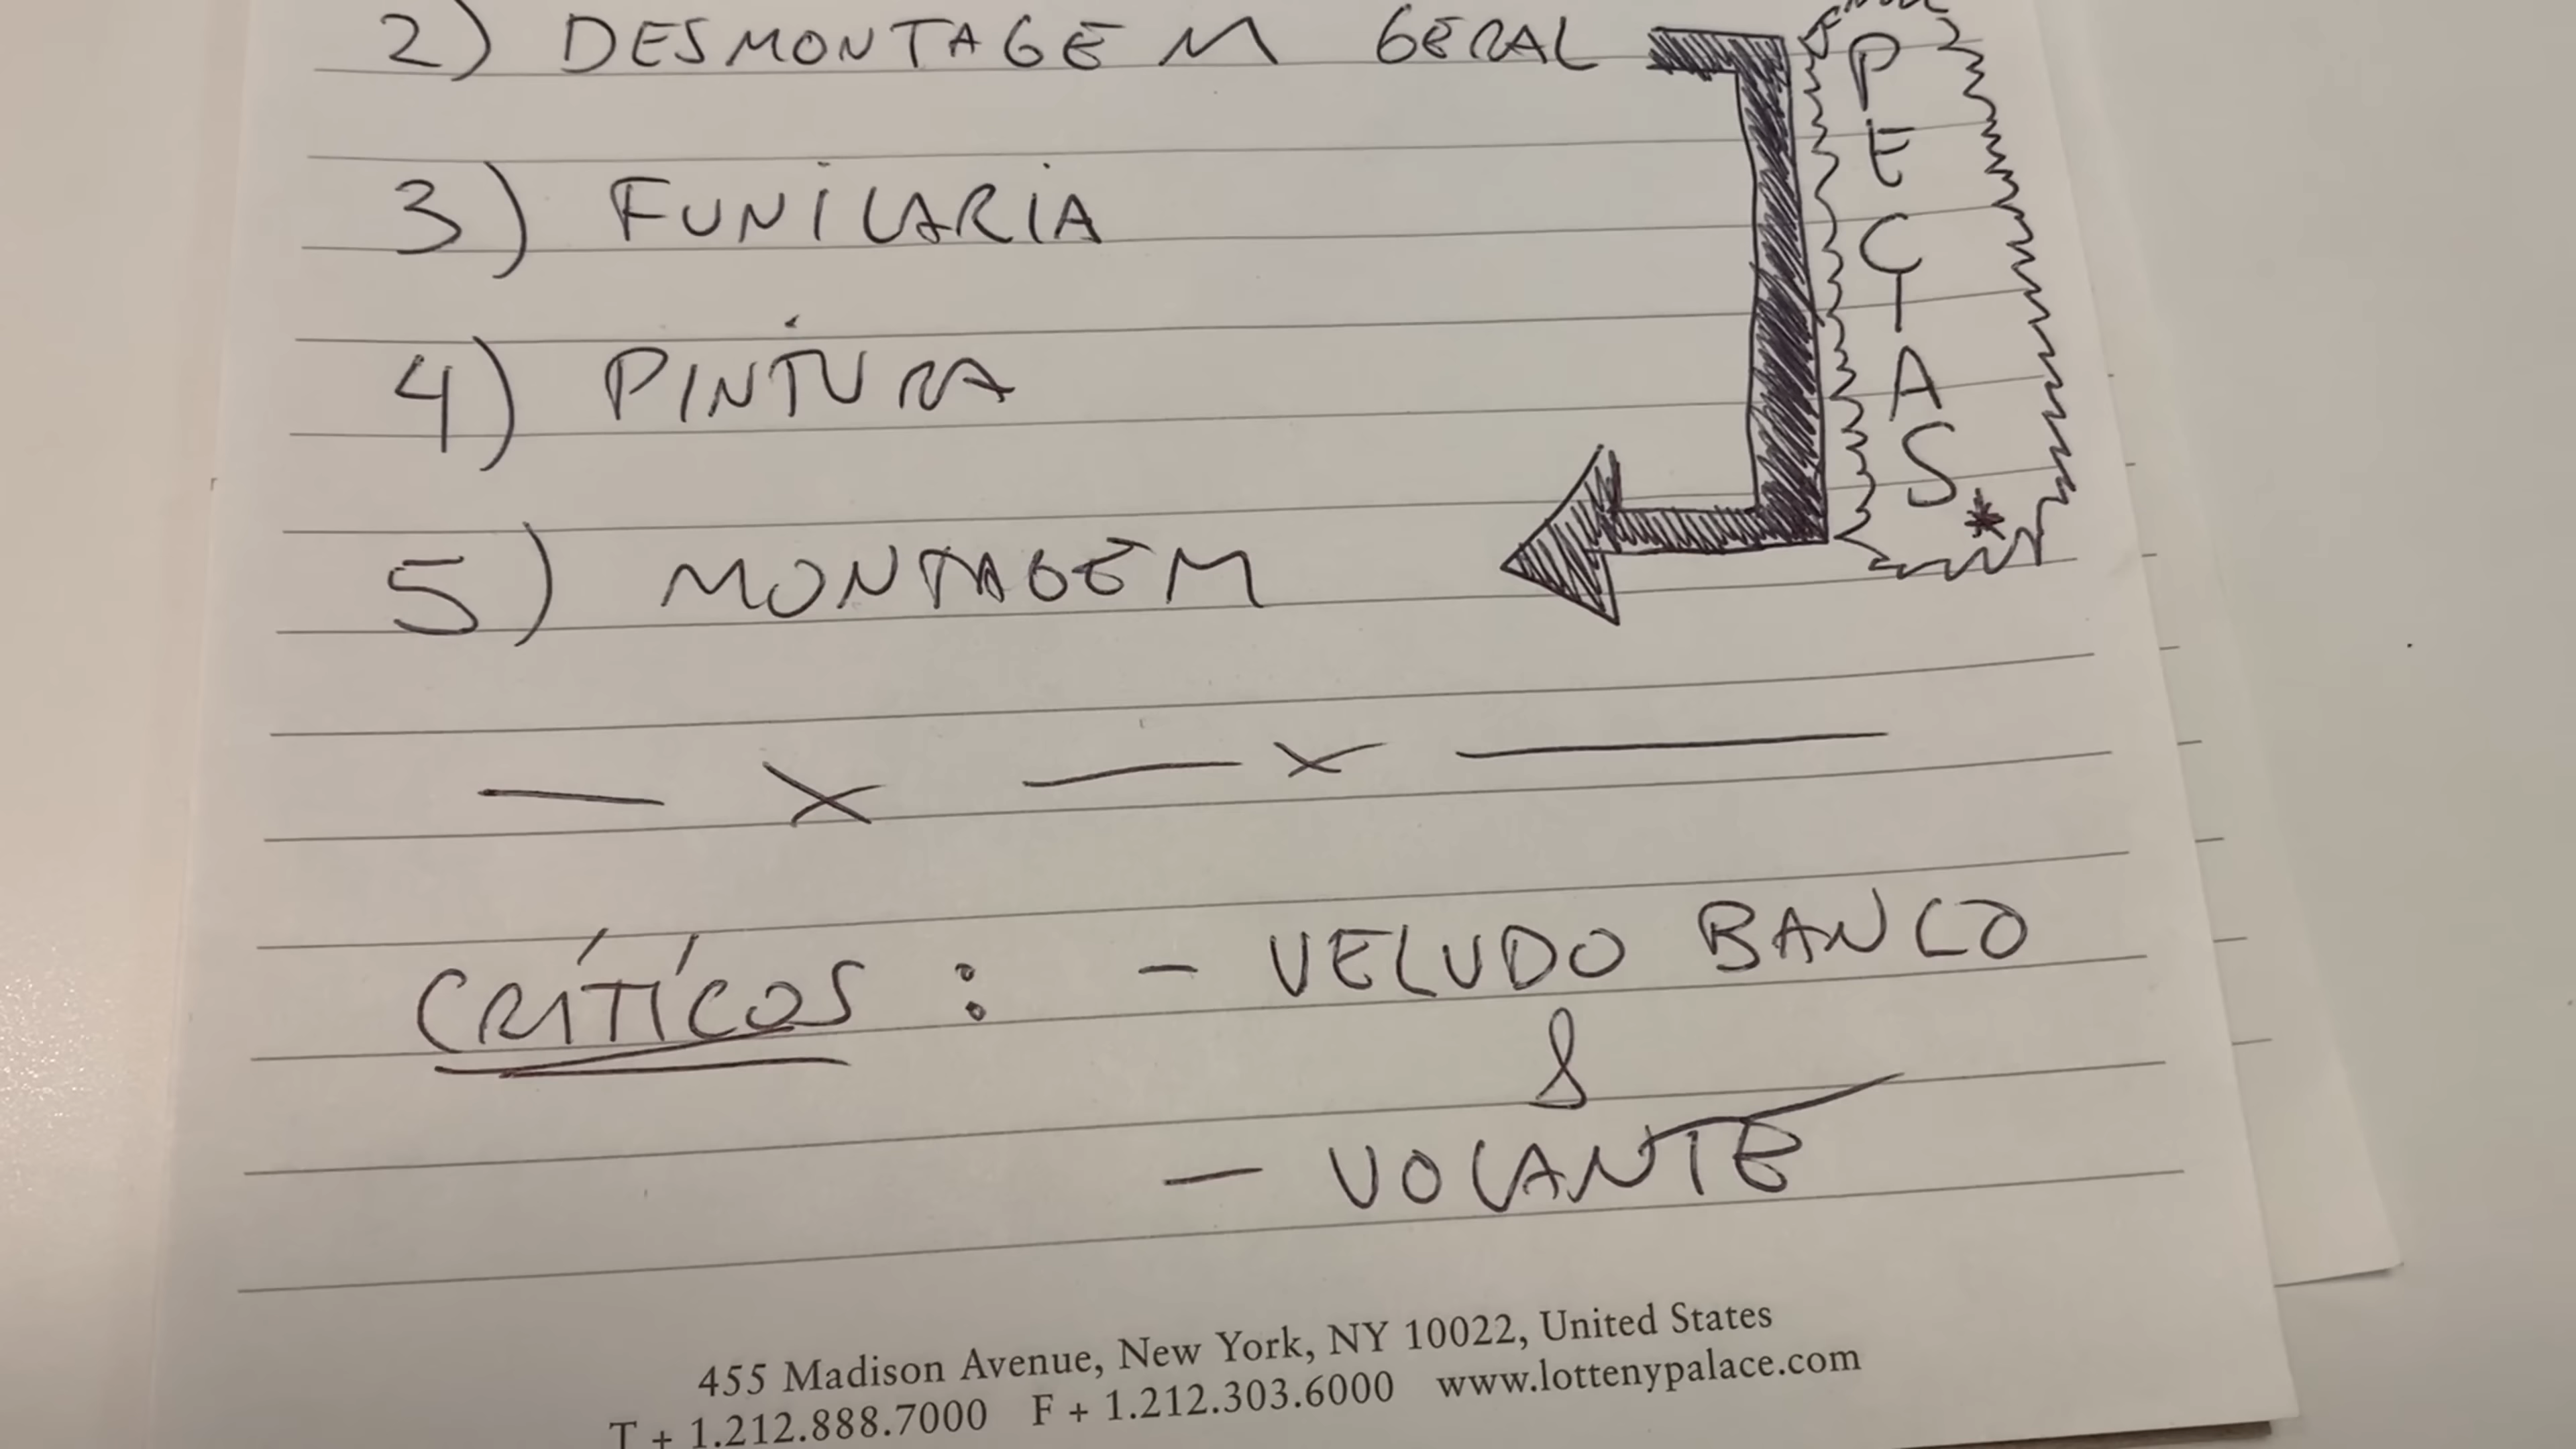 2) DESMONTAGEM GERAL
3) FUNILARIA
4) PINTURA
5) MONTAGEM
PEÇAS*
— x — x —
CRÍTÍCOS : - VELUDO BANCO
&
- VOLANTE
455 Madison Avenue, New York, NY 10022, United States
T + 1.212.888.7000 F + 1.212.303.6000 www.lottenypalace.com